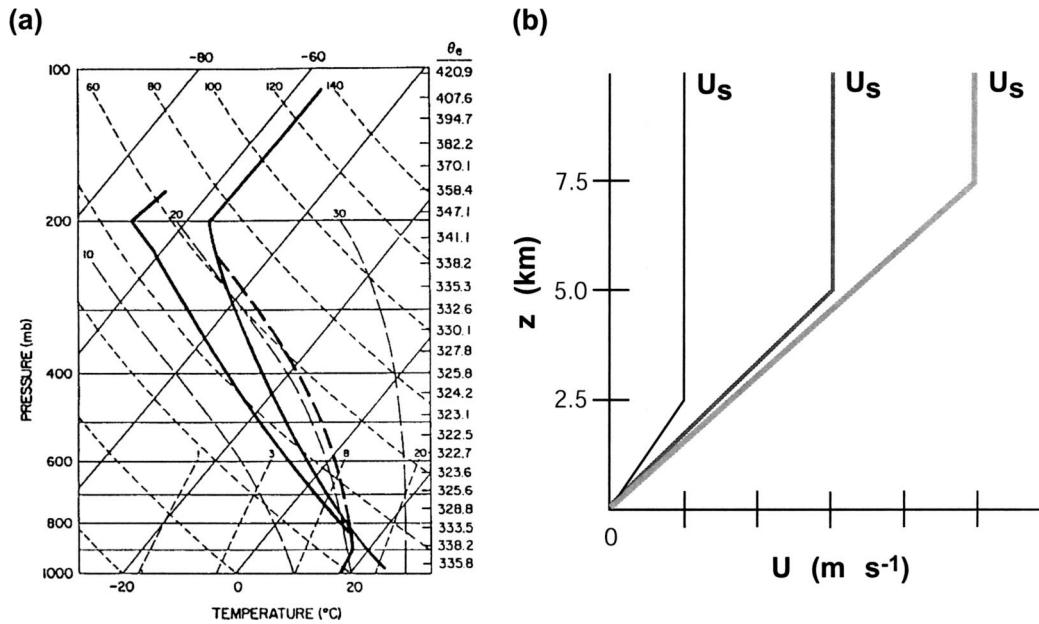 (a)
(b)
-80 -60 θe
100
60 80 100 120 140
420.9
407.6
394.7
382.2
370.1
358.4
200 20 30 347.1
341.1
10 338.2
335.3
332.6
330.1
327.8
PRESSURE (mb)
400 325.8
324.2
323.1
322.5
600 1 3 8 20 322.7
323.6
325.6
328.8
800 333.5
338.2
335.8
1000
-20 0 20
TEMPERATURE (°C)
Us Us Us
7.5
5.0
2.5
z (km)
0
U (m s-1)